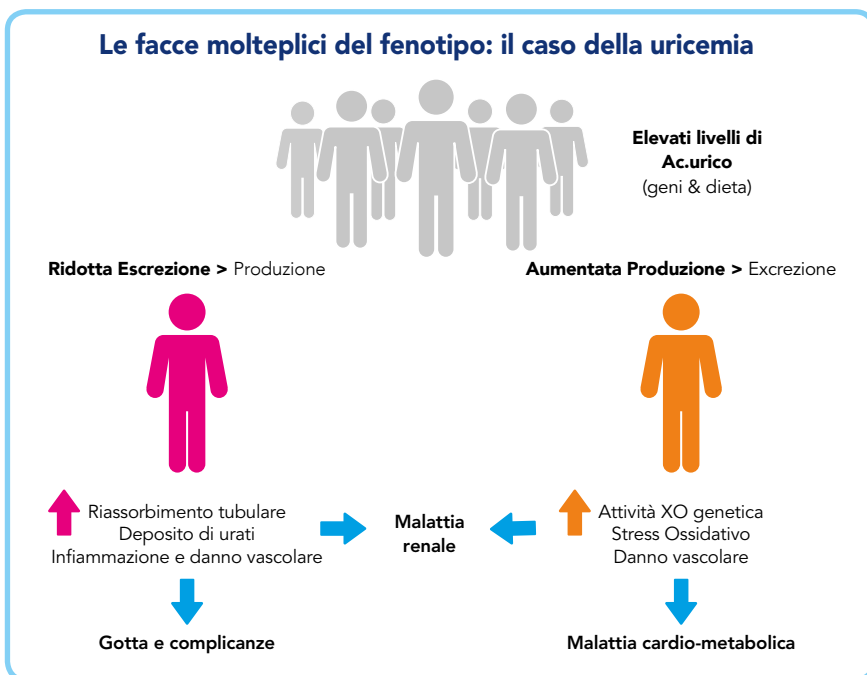 Le facce molteplici del fenotipo: il caso della uricemia
Elevati livelli di
Ac.urico
(geni & dieta)
Ridotta Escrezione > Produzione
Aumentata Produzione > Excrezione
Riassorbimento tubulare
Deposito di urati
Infiammazione e danno vascolare
Malattia
renale
Attività XO genetica
Stress Ossidativo
Danno vascolare
Gotta e complicanze
Malattia cardio-metabolica